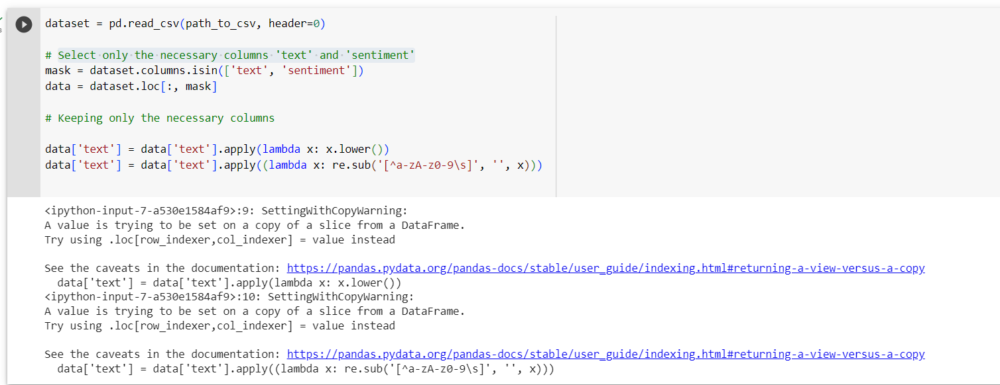 s
dataset = pd.read_csv(path_to_csv, header=0)
# Select only the necessary columns 'text' and 'sentiment'
mask = dataset.columns.isin(['text', 'sentiment'])
data = dataset.loc[:, mask]
# Keeping only the necessary columns
data['text'] = data['text'].apply(lambda x: x.lower())
data['text'] = data['text'].apply((lambda x: re.sub('[^a-zA-z0-9\s]', '', x)))
<ipython-input-7-a530e1584af9>:9: SettingWithCopyWarning:
A value is trying to be set on a copy of a slice from a DataFrame.
Try using .loc[row_indexer,col_indexer] = value instead
See the caveats in the documentation: https://pandas.pydata.org/pandas-docs/stable/user_guide/indexing.html#returning-a-view-versus-a-copy
  data['text'] = data['text'].apply(lambda x: x.lower())
<ipython-input-7-a530e1584af9>:10: SettingWithCopyWarning:
A value is trying to be set on a copy of a slice from a DataFrame.
Try using .loc[row_indexer,col_indexer] = value instead
See the caveats in the documentation: https://pandas.pydata.org/pandas-docs/stable/user_guide/indexing.html#returning-a-view-versus-a-copy
  data['text'] = data['text'].apply((lambda x: re.sub('[^a-zA-z0-9\s]', '', x)))